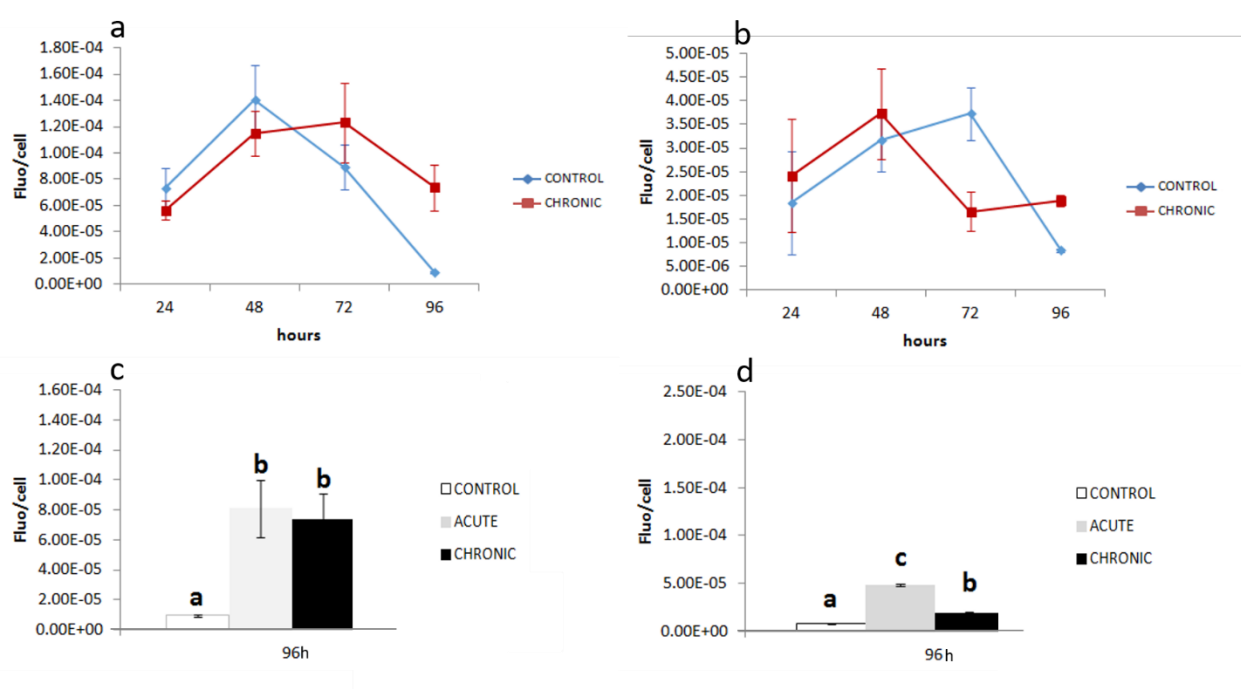 a
1.80E-04
1.60E-04
1.40E-04
1.20E-04
1.00E-04
8.00E-05
6.00E-05
4.00E-05
2.00E-05
0.00E+00
Fluo/cell
24 48 72 96
hours
CONTROL
CHRONIC
b
5.00E-05
4.50E-05
4.00E-05
3.50E-05
3.00E-05
2.50E-05
2.00E-05
1.50E-05
1.00E-05
5.00E-06
0.00E+00
Fluo/cell
24 48 72 96
hours
CONTROL
CHRONIC
c
1.60E-04
1.40E-04
1.20E-04
1.00E-04
8.00E-05
6.00E-05
4.00E-05
2.00E-05
0.00E+00
Fluo/cell
a b b
96h
CONTROL
ACUTE
CHRONIC
d
2.50E-04
2.00E-04
1.50E-04
1.00E-04
5.00E-05
0.00E+00
Fluo/cell
a c b
96h
CONTROL
ACUTE
CHRONIC